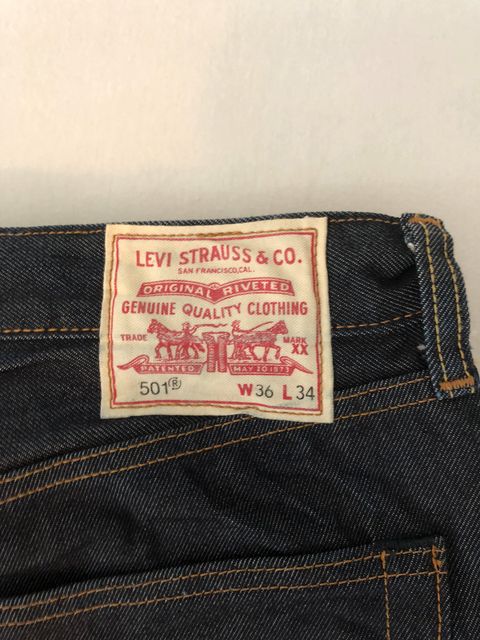 LEVI STRAUSS & CO.
SAN FRANCISCO, CAL.
ORIGINAL RIVETED
GENUINE QUALITY CLOTHING
TRADE MARK
XX
PATENTED MAY 20 1873
501® W36 L34